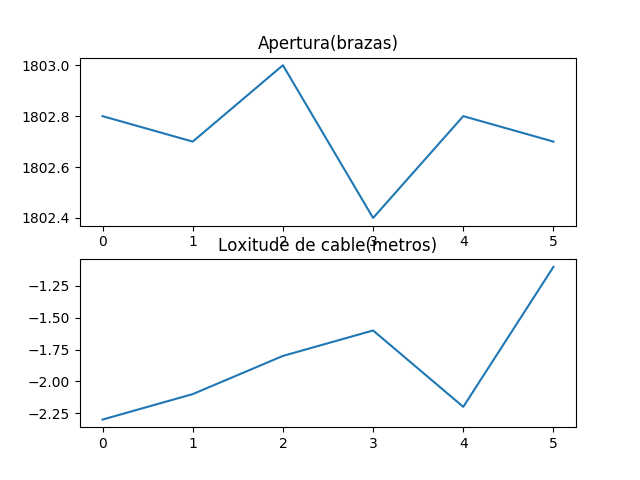 Apertura(brazas)
1803.0
1802.8
1802.6
1802.4
0 1 2 3 4 5
Loxitude de cable(metros)
−1.25
−1.50
−1.75
−2.00
−2.25
0 1 2 3 4 5